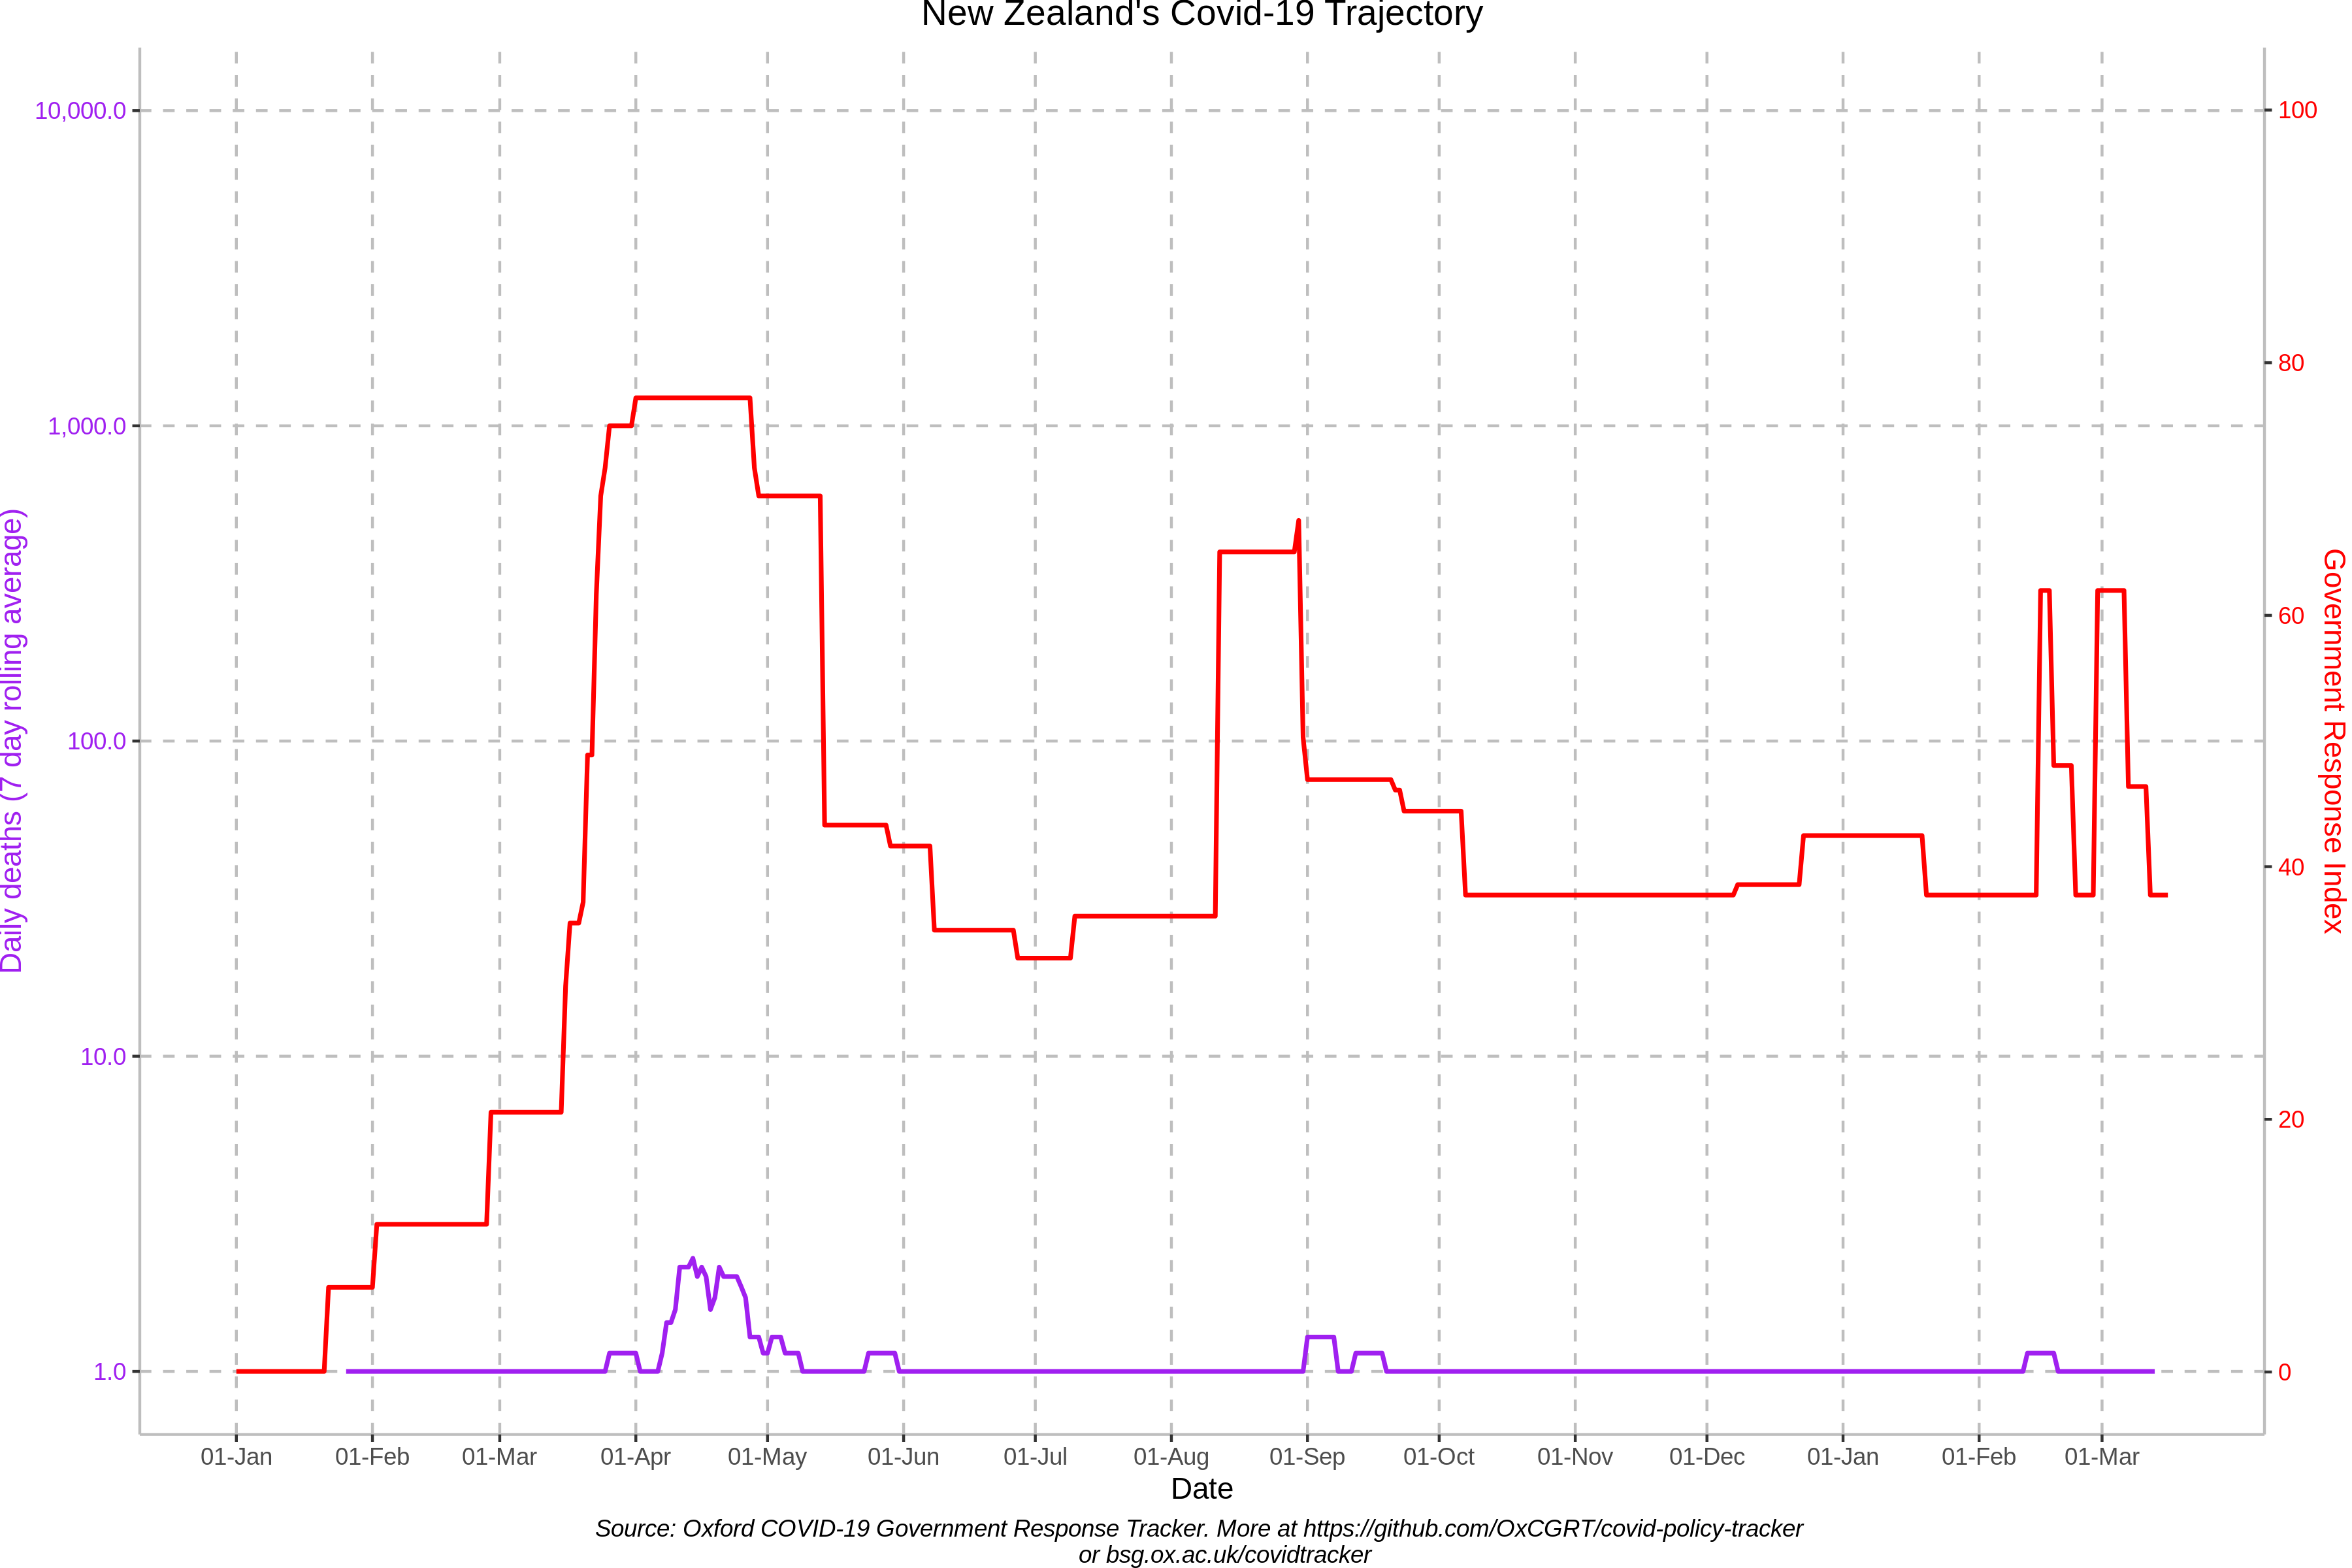 New Zealand's Covid-19 Trajectory
10,000.0
1,000.0
100.0
10.0
1.0
Daily deaths (7 day rolling average)
100
80
60
40
20
0
Government Response Index
01-Jan 01-Feb 01-Mar 01-Apr 01-May 01-Jun 01-Jul 01-Aug 01-Sep 01-Oct 01-Nov 01-Dec 01-Jan 01-Feb 01-Mar
Date
Source: Oxford COVID-19 Government Response Tracker. More at https://github.com/OxCGRT/covid-policy-tracker
or bsg.ox.ac.uk/covidtracker